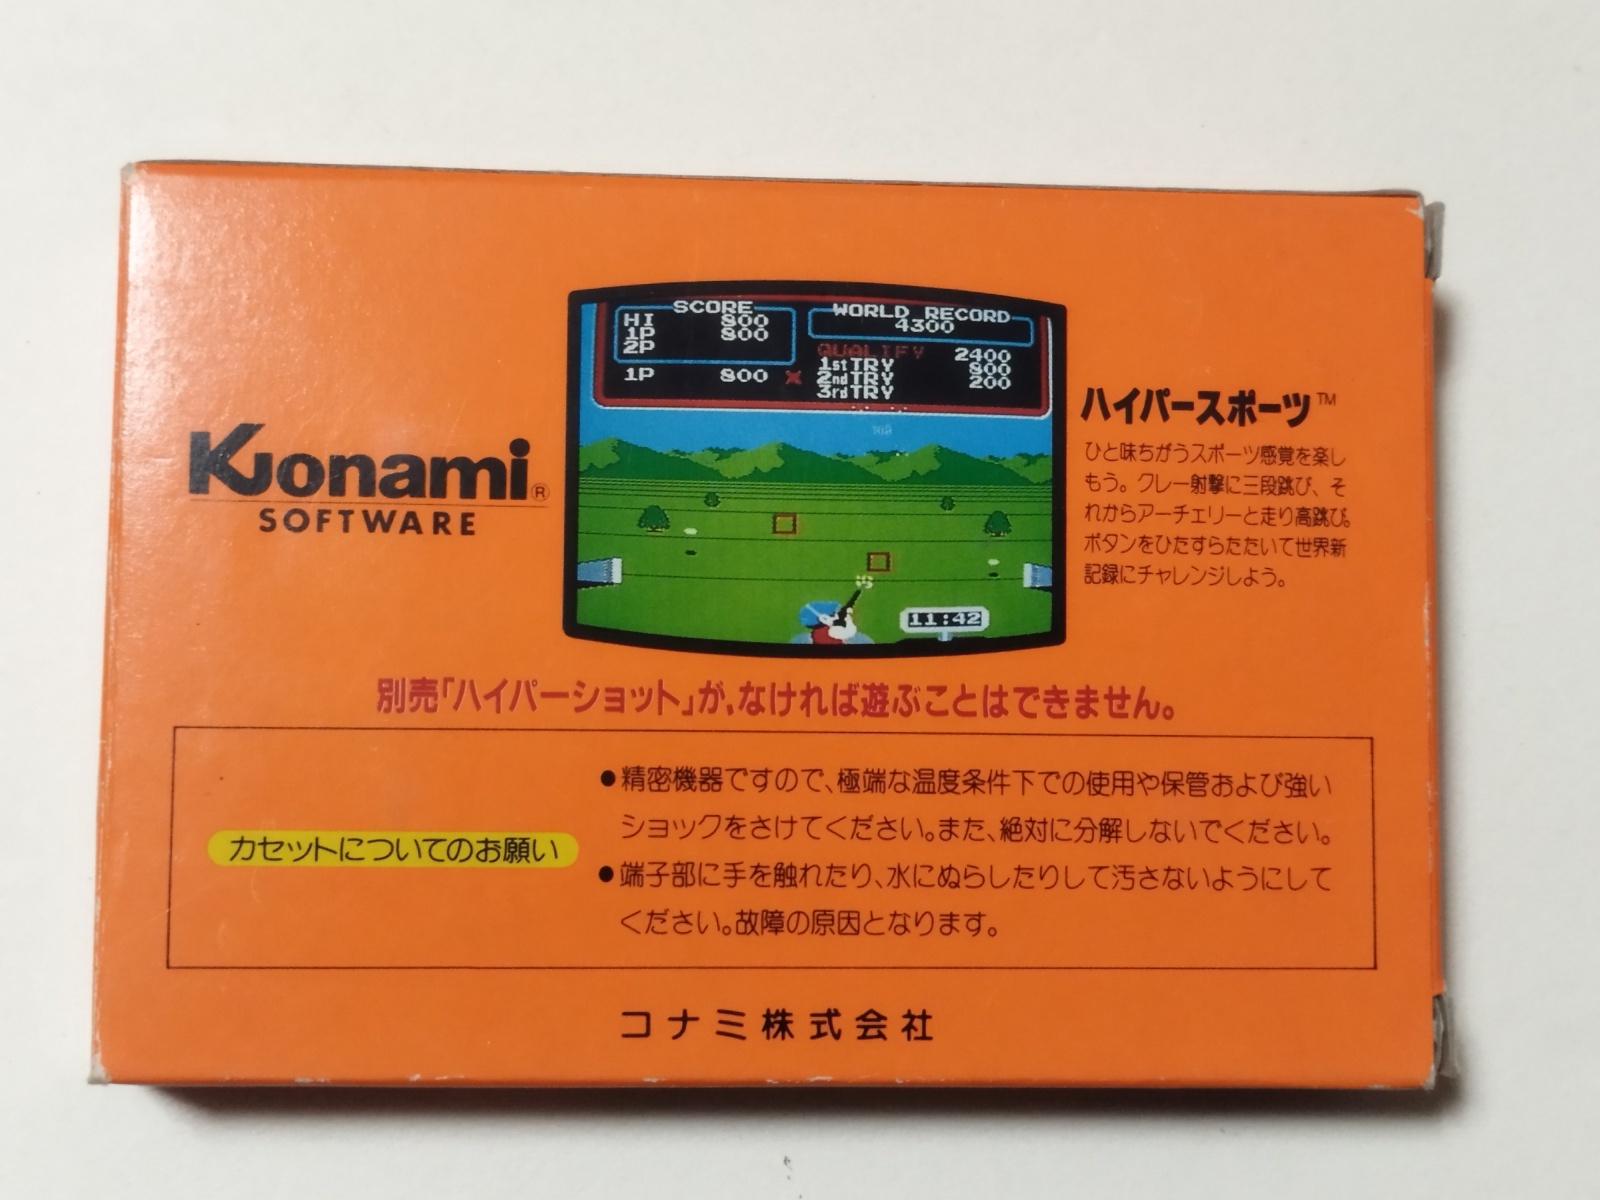 Konami®
SOFTWARE
SCORE
HI 800
1P 800
2P
1P 800
WORLD RECORD
4300
QUALIFY 2400
1st TRY 800
2nd TRY 200
3rd TRY
11:42
ハイパースポーツ™
ひと味ちがうスポーツ感覚を楽し
もう。クレー射撃に三段跳び、そ
れからアーチェリーと走り高跳び。
ボタンをひたすらたたいて世界新
記録にチャレンジしよう。
別売「ハイパーショット」が、なければ遊ぶことはできません。
カセットについてのお願い
●精密機器ですので、極端な温度条件下での使用や保管および強い
ショックをさけてください。また、絶対に分解しないでください。
●端子部に手を触れたり、水にぬらしたりして汚さないようにして
ください。故障の原因となります。
コナミ株式会社